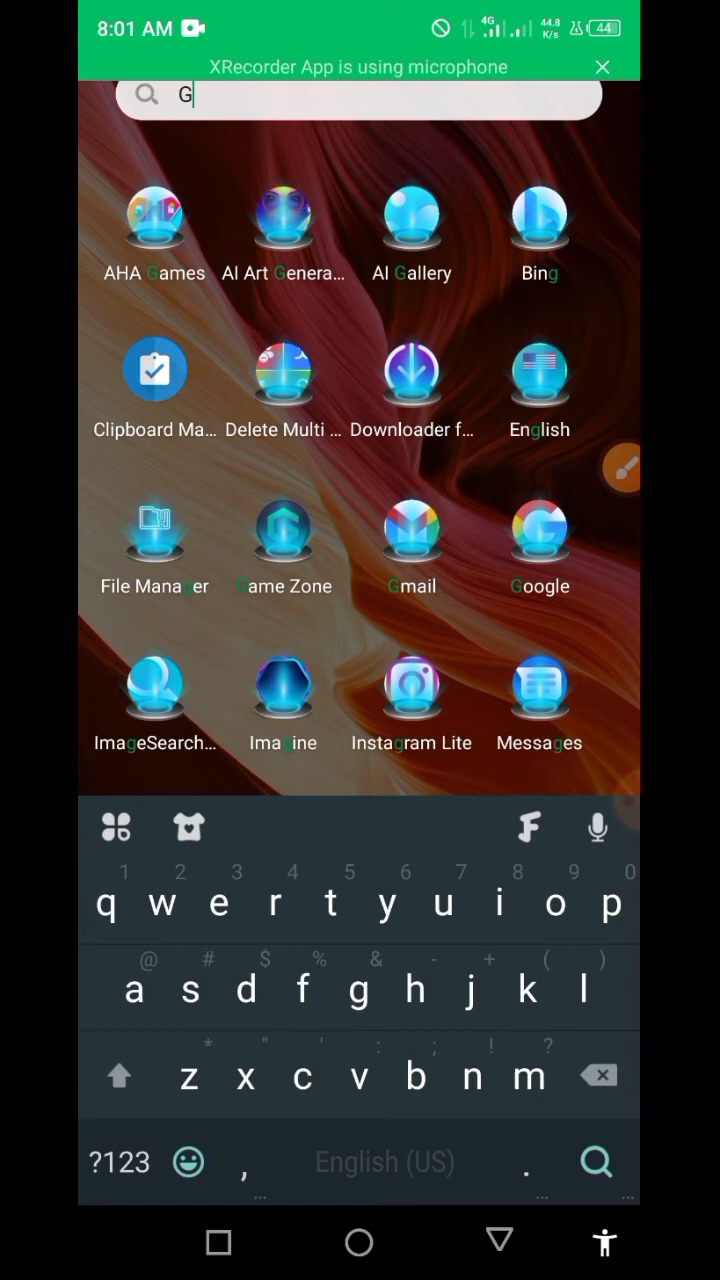 8:01 AM 4G 44.8 K/s 44
XRecorder App is using microphone
G
AHA Games AI Art Genera... AI Gallery Bing
Clipboard Ma... Delete Multi ... Downloader f... English
File Manager Game Zone Gmail Google
ImageSearch... Imagine Instagram Lite Messages
1 2 3 4 5 6 7 8 9 0
q w e r t y u i o p
@ # $ % & - + ( )
a s d f g h j k l
* " ' : ; ! ?
z x c v b n m
?123 , English (US) .
... ... ...